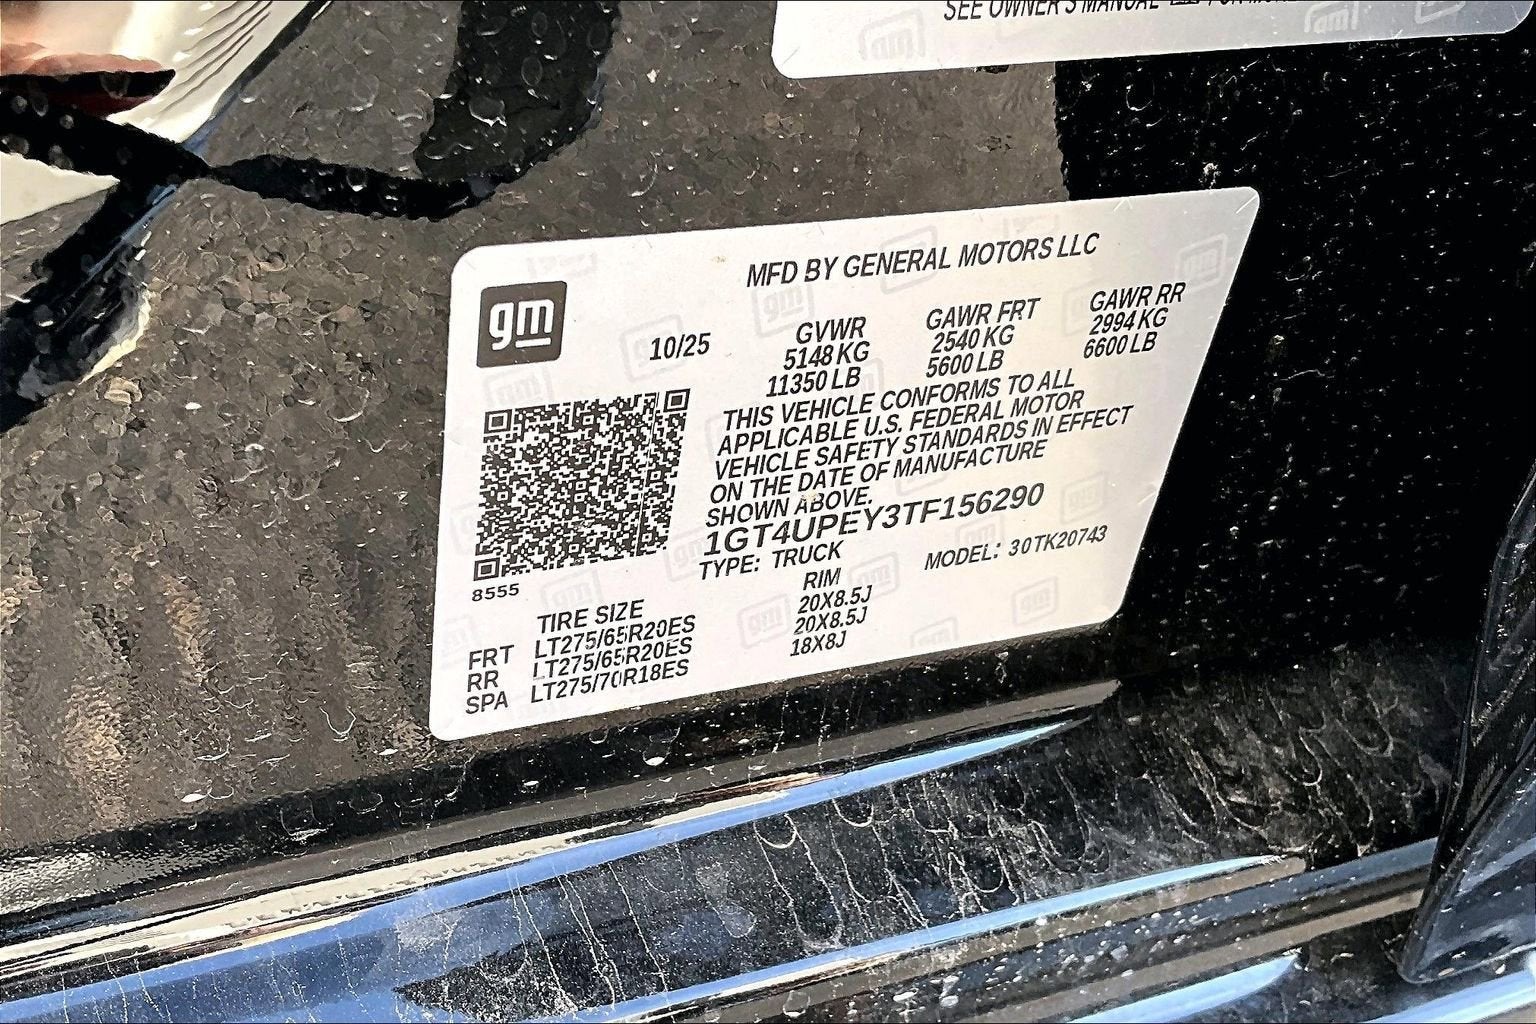 SEE OWNER'S MANUAL
MFD BY GENERAL MOTORS LLC
gm
10/25
GVWR
5148 KG
11350 LB
GAWR FRT
2540 KG
5600 LB
GAWR RR
2994 KG
6600 LB
THIS VEHICLE CONFORMS TO ALL
APPLICABLE U.S. FEDERAL MOTOR
VEHICLE SAFETY STANDARDS IN EFFECT
ON THE DATE OF MANUFACTURE
SHOWN ABOVE.
1GT4UPEY3TF156290
TYPE: TRUCK MODEL: 30TK20743
8555
TIRE SIZE RIM
FRT LT275/65R20ES 20X8.5J
RR LT275/65R20ES 20X8.5J
SPA LT275/70R18ES 18X8J